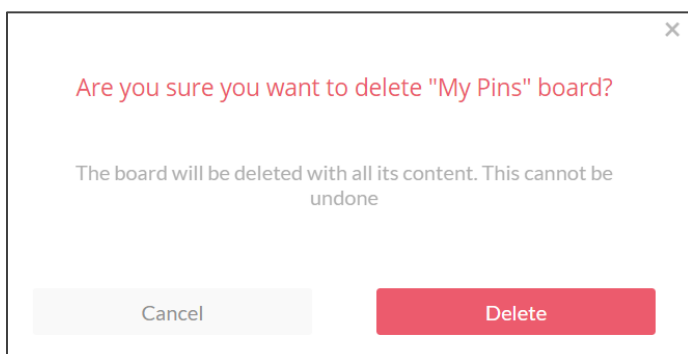 Are you sure you want to delete "My Pins" board?
The board will be deleted with all its content. This cannot be
undone
Cancel
Delete